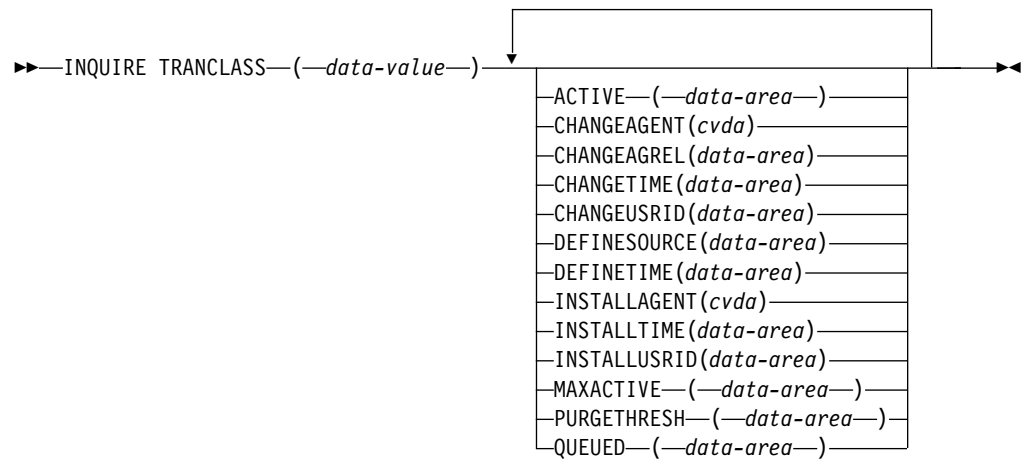 INQUIRE TRANCLASS ( data-value )
ACTIVE ( data-area )
CHANGEAGENT(cvda)
CHANGEAGREL(data-area)
CHANGETIME(data-area)
CHANGEUSRID(data-area)
DEFINESOURCE(data-area)
DEFINETIME(data-area)
INSTALLAGENT(cvda)
INSTALLTIME(data-area)
INSTALLUSRID(data-area)
MAXACTIVE ( data-area )
PURGETHRESH ( data-area )
QUEUED ( data-area )